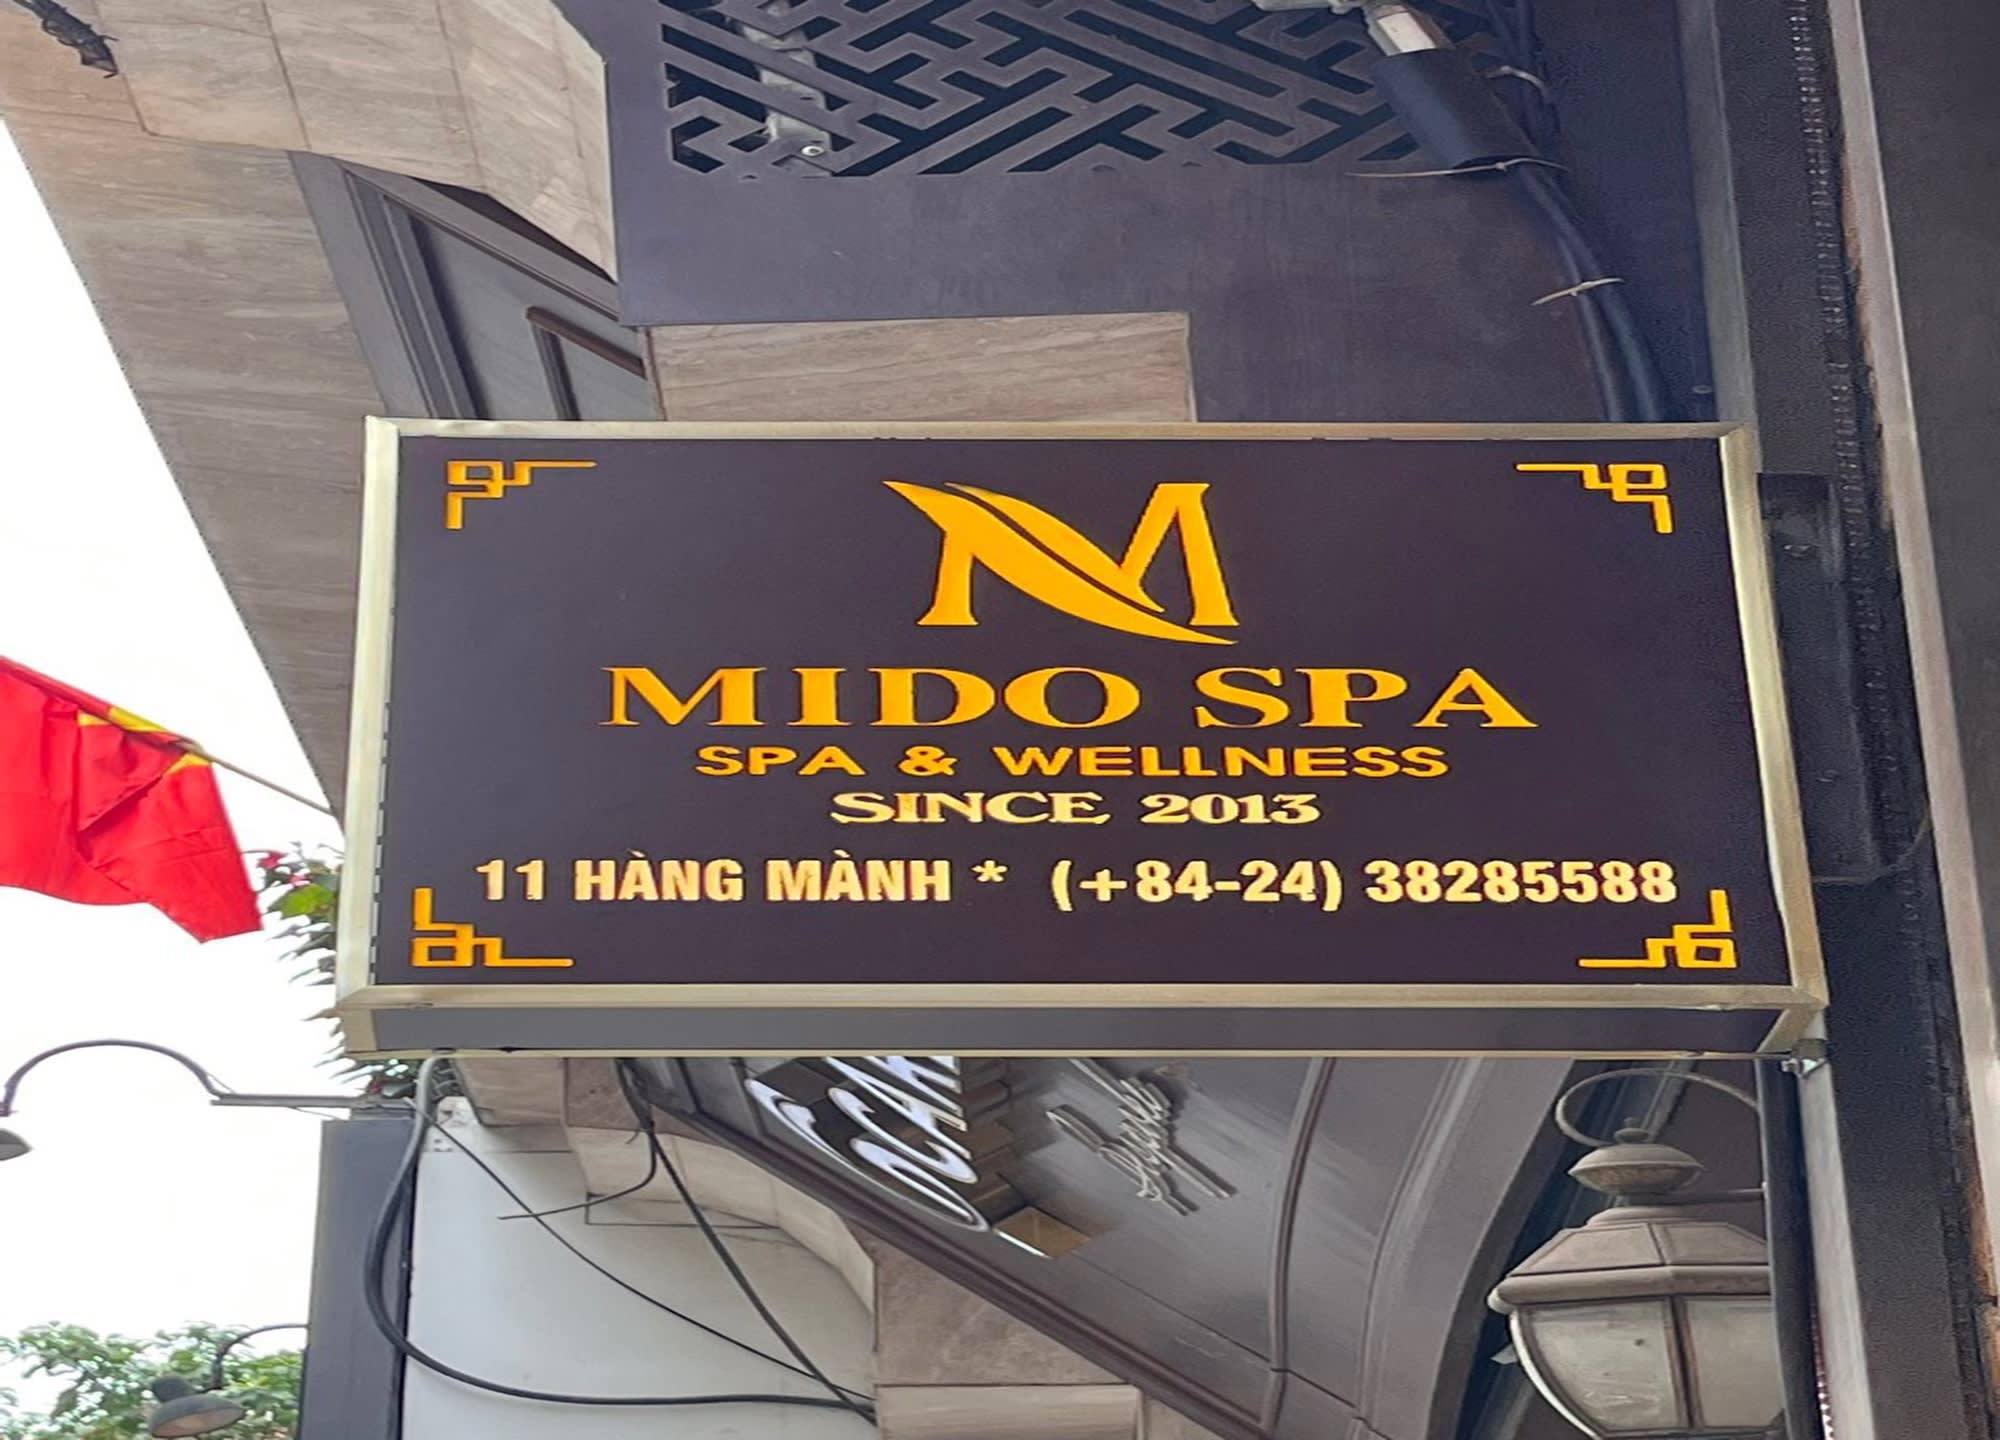 M
MIDO SPA
SPA & WELLNESS
SINCE 2013
11 HÀNG MÀNH * (+84-24) 38285588